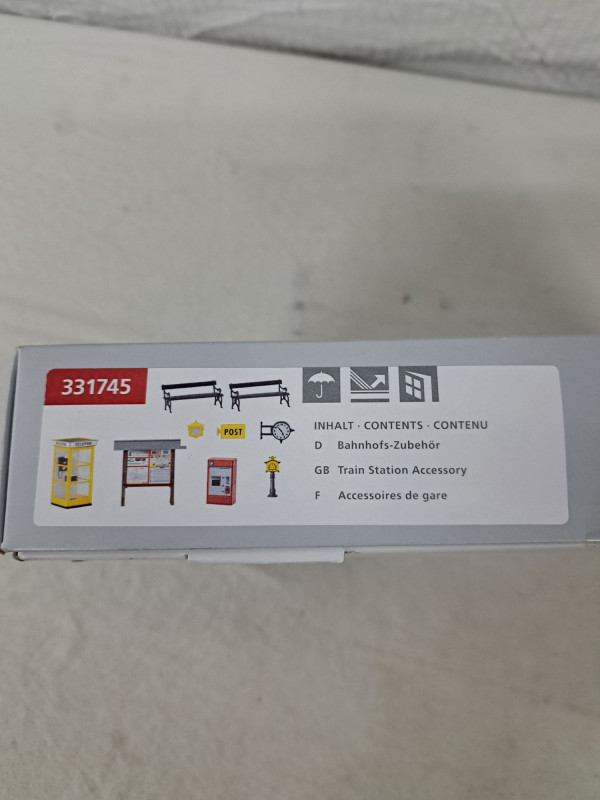 331745
POST
INHALT · CONTENTS · CONTENU
D Bahnhofs-Zubehör
GB Train Station Accessory
F Accessoires de gare